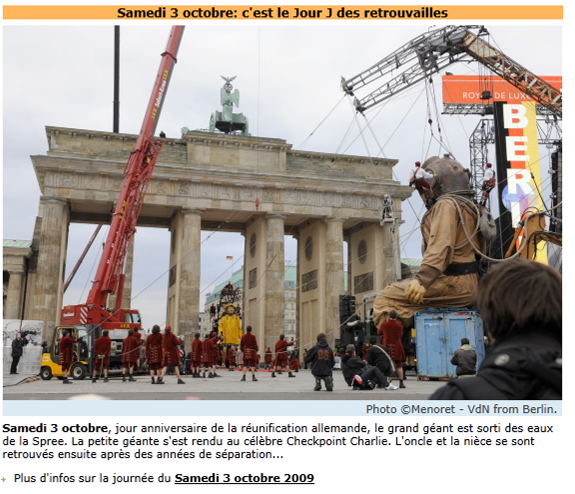 Samedi 3 octobre: c'est le Jour J des retrouvailles
ROYAL DE LUXE
BERL
Photo ©Menoret - VdN from Berlin.
Samedi 3 octobre, jour anniversaire de la réunification allemande, le grand géant est sorti des eaux
de la Spree. La petite géante s'est rendu au célèbre Checkpoint Charlie. L'oncle et la nièce se sont
retrouvés ensuite après des années de séparation...
Plus d'infos sur la journée du Samedi 3 octobre 2009